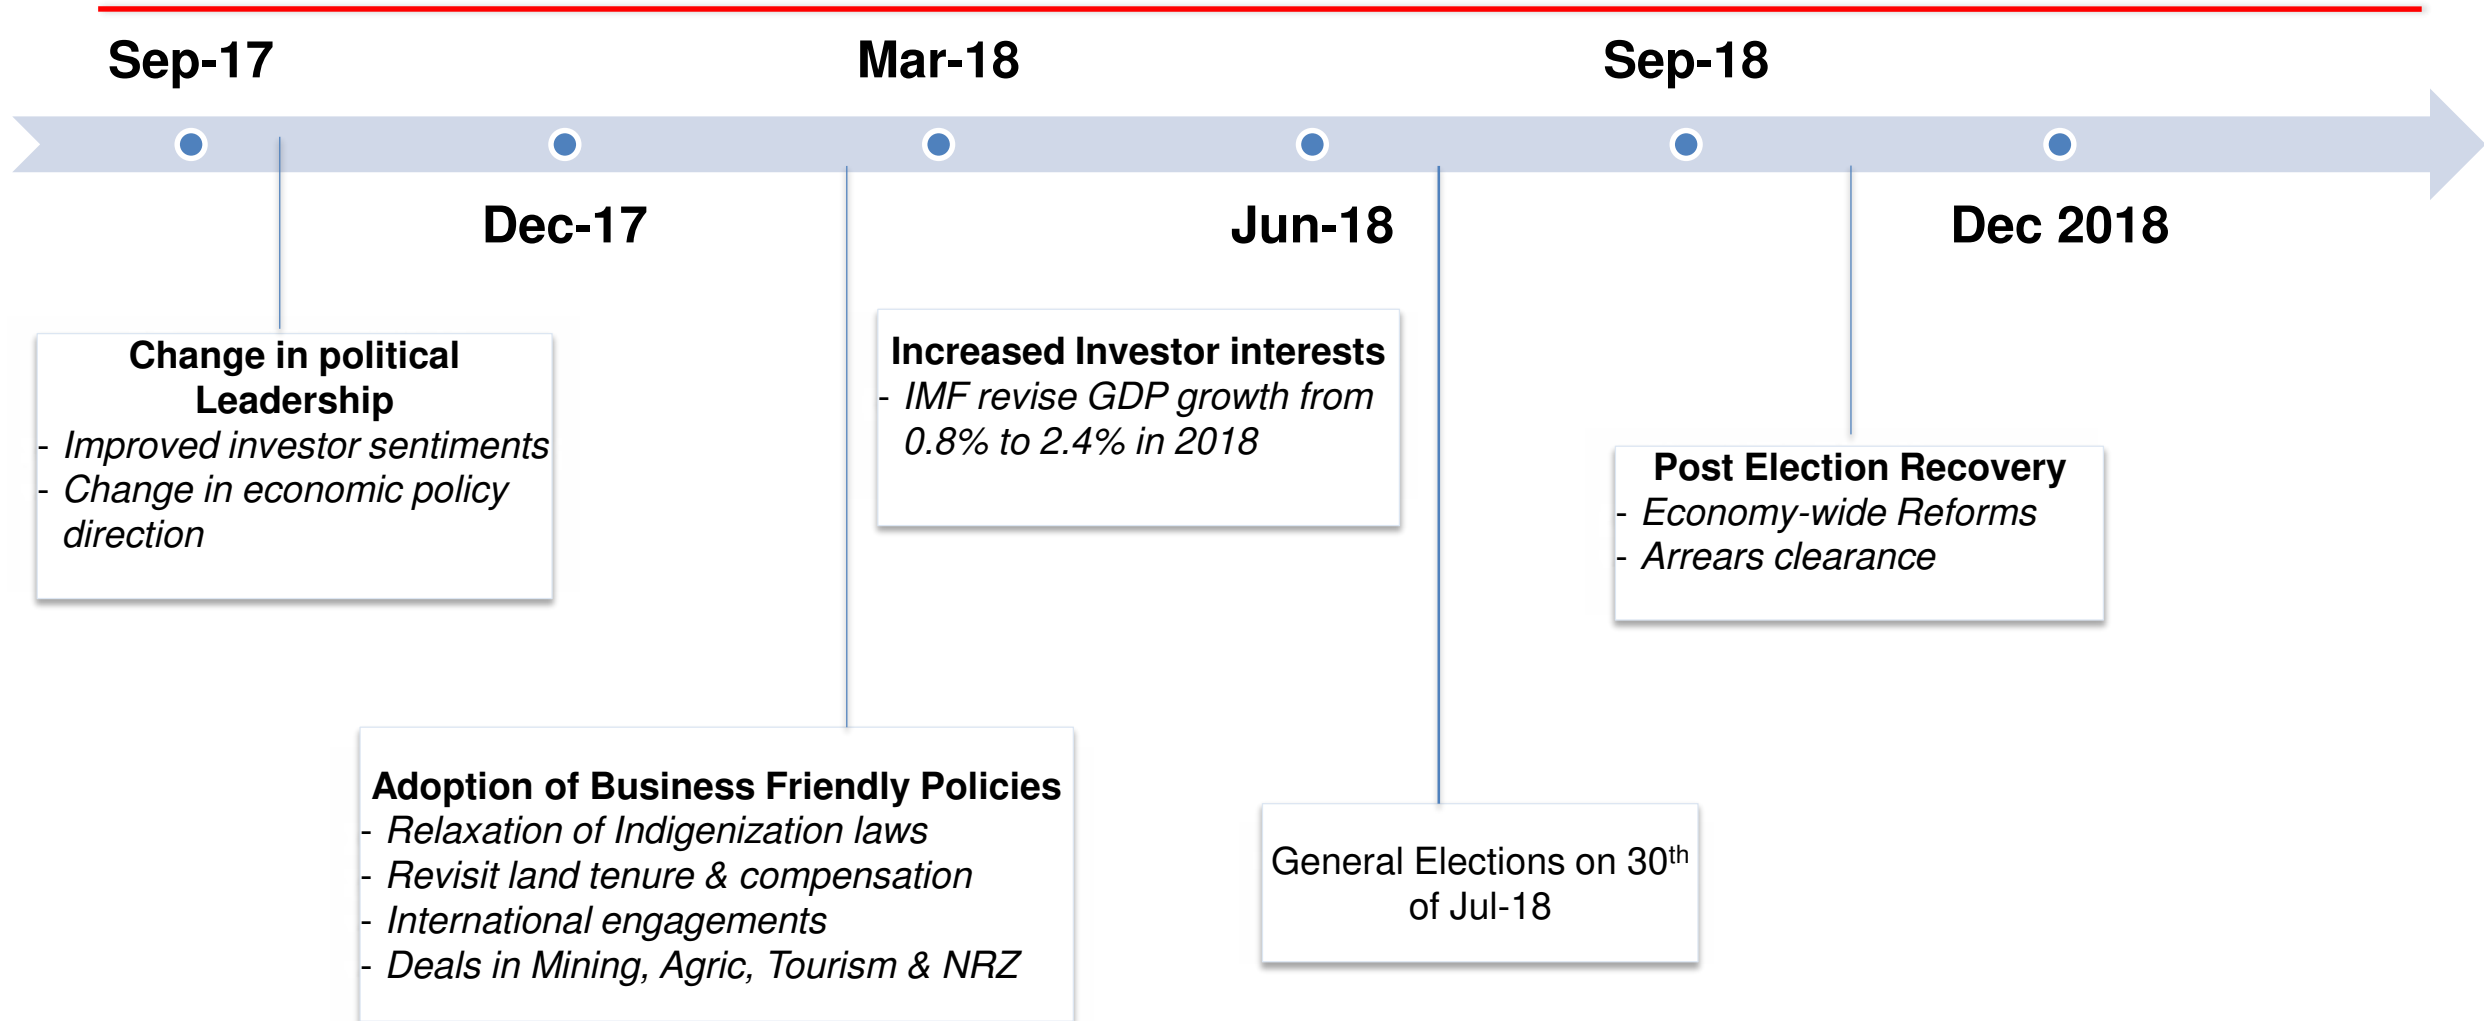 Sep-17
Mar-18
Sep-18
Dec-17
Jun-18
Dec 2018
Change in political
Leadership
- Improved investor sentiments
- Change in economic policy
direction
Increased Investor interests
- IMF revise GDP growth from
0.8% to 2.4% in 2018
Post Election Recovery
- Economy-wide Reforms
- Arrears clearance
Adoption of Business Friendly Policies
- Relaxation of Indigenization laws
- Revisit land tenure & compensation
- International engagements
- Deals in Mining, Agric, Tourism & NRZ
General Elections on 30th
of Jul-18